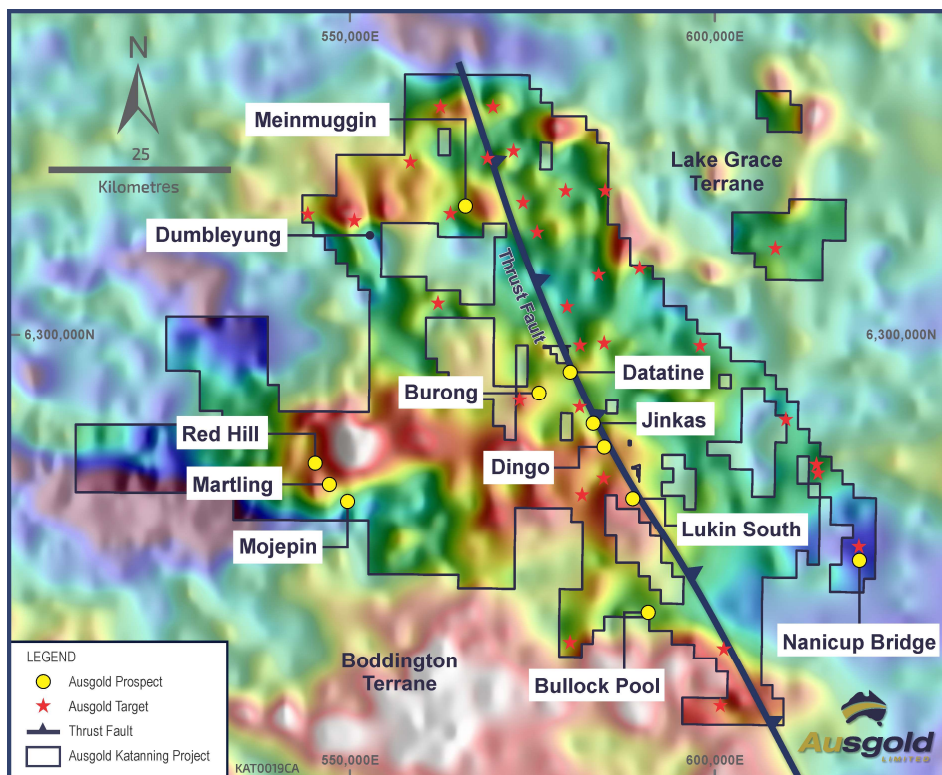 550,000E
600,000E
N
25
Kilometres
Meinmuggin
Lake Grace
Terrane
Dumbleyung
Thrust Fault
6,300,000N
6,300,000N
Datatine
Burong
Jinkas
Red Hill
Dingo
Martling
Lukin South
Mojepin
Nanicup Bridge
Boddington
Terrane
Bullock Pool
LEGEND
Ausgold Prospect
Ausgold Target
Thrust Fault
Ausgold Katanning Project
KAT0019CA
550,000E
600,000E
Ausgold
LIMITED